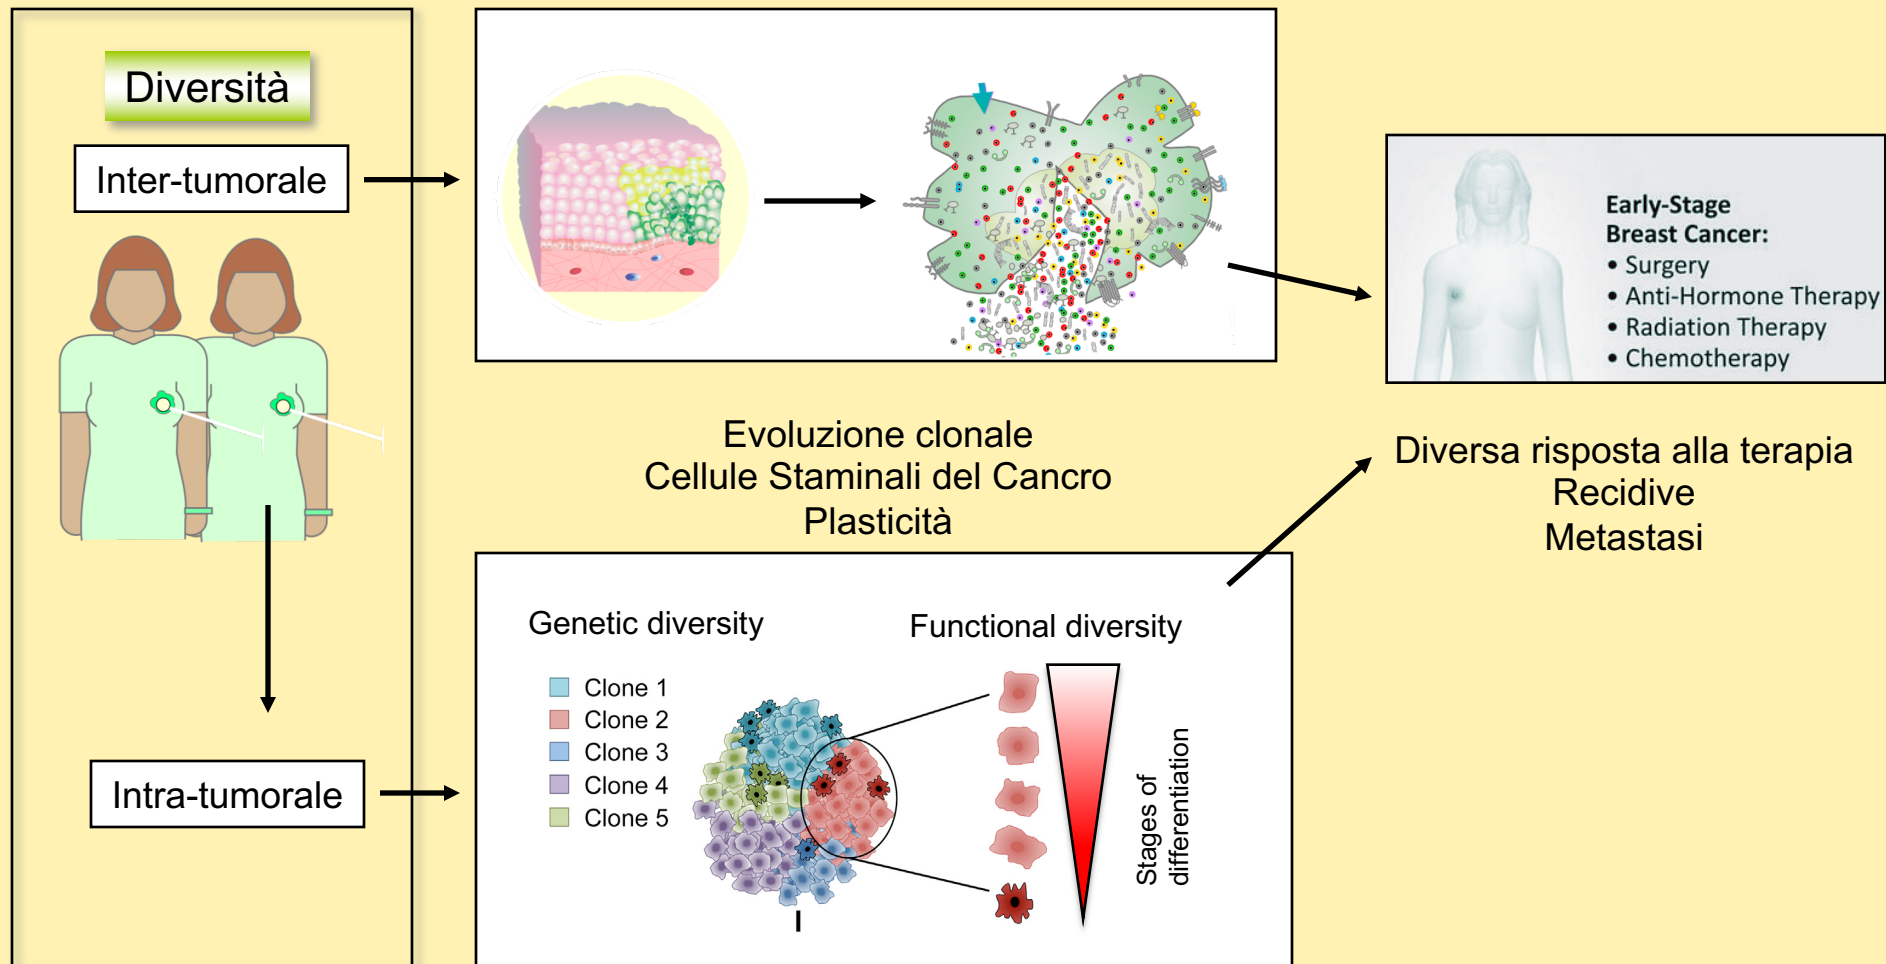 Diversità
Inter-tumorale
Early-Stage
Breast Cancer:
• Surgery
• Anti-Hormone Therapy
• Radiation Therapy
• Chemotherapy
Evoluzione clonale
Cellule Staminali del Cancro
Plasticità
Diversa risposta alla terapia
Recidive
Metastasi
Intra-tumorale
Genetic diversity
Clone 1
Clone 2
Clone 3
Clone 4
Clone 5
Functional diversity
Stages of
differentiation